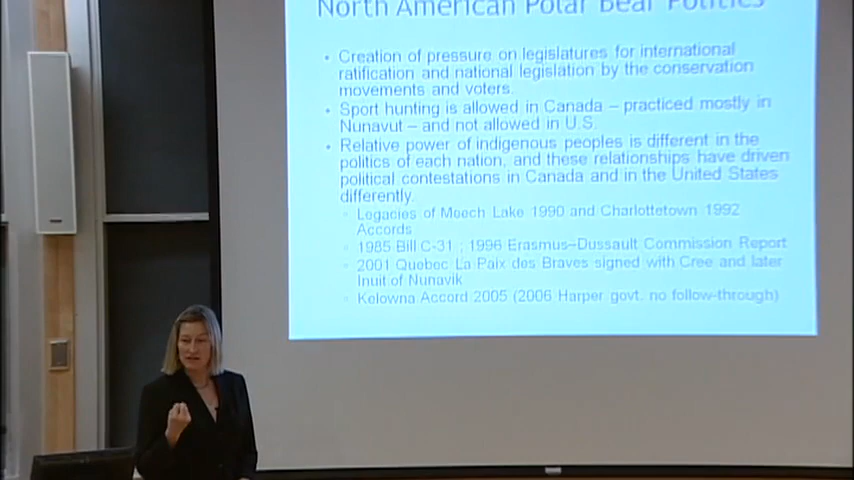 North American Polar Bear Politics
• Creation of pressure on legislatures for international
ratification and national legislation by the conservation
movements and voters.
• Sport hunting is allowed in Canada – practiced mostly in
Nunavut – and not allowed in U.S.
• Relative power of indigenous peoples is different in the
politics of each nation, and these relationships have driven
political contestations in Canada and in the United States
differently.
▫ Legacies of Meech Lake 1990 and Charlottetown 1992
Accords
▫ 1985 Bill C-31 ; 1996 Erasmus–Dussault Commission Report
▫ 2001 Quebec La Paix des Braves signed with Cree and later
Inuit of Nunavik
▫ Kelowna Accord 2005 (2006 Harper govt. no follow-through)